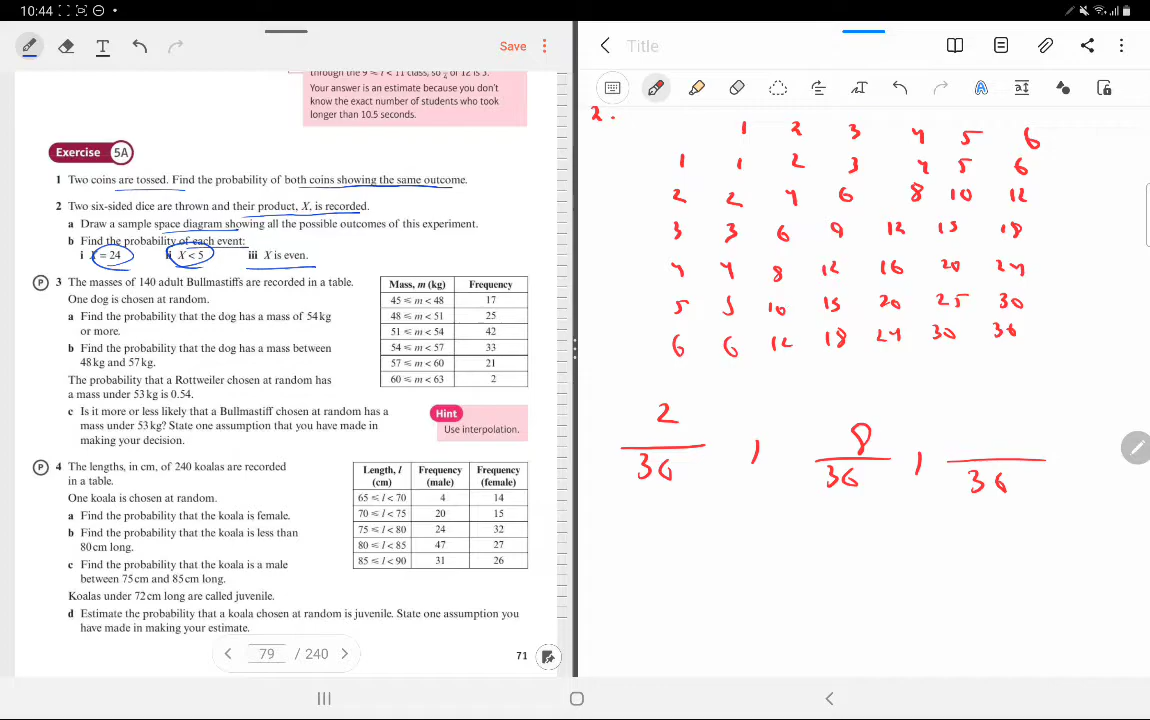 10:44
Save
Title
through the 9 ≤ l < 11 class, so ¼ of 12 is 3.
Your answer is an estimate because you don't
know the exact number of students who took
longer than 10.5 seconds.
Exercise 5A
1 Two coins are tossed. Find the probability of both coins showing the same outcome.
2 Two six-sided dice are thrown and their product, X, is recorded.
a Draw a sample space diagram showing all the possible outcomes of this experiment.
b Find the probability of each event:
i X = 24 ii X < 5 iii X is even.
P 3 The masses of 140 adult Bullmastiffs are recorded in a table.
One dog is chosen at random.
a Find the probability that the dog has a mass of 54 kg
or more.
b Find the probability that the dog has a mass between
48 kg and 57 kg.
The probability that a Rottweiler chosen at random has
a mass under 53 kg is 0.54.
c Is it more or less likely that a Bullmastiff chosen at random has a
mass under 53 kg? State one assumption that you have made in
making your decision.
Mass, m (kg) Frequency
45 ≤ m < 48 17
48 ≤ m < 51 25
51 ≤ m < 54 42
54 ≤ m < 57 33
57 ≤ m < 60 21
60 ≤ m < 63 2
Hint
Use interpolation.
P 4 The lengths, in cm, of 240 koalas are recorded
in a table.
One koala is chosen at random.
a Find the probability that the koala is female.
b Find the probability that the koala is less than
80 cm long.
c Find the probability that the koala is a male
between 75 cm and 85 cm long.
Koalas under 72 cm long are called juvenile.
d Estimate the probability that a koala chosen at random is juvenile. State one assumption you
have made in making your estimate.
Length, l Frequency Frequency
(cm) (male) (female)
65 ≤ l < 70 4 14
70 ≤ l < 75 20 15
75 ≤ l < 80 24 32
80 ≤ l < 85 47 27
85 ≤ l < 90 31 26
79 / 240
71
2.
1 2 3 4 5 6
1 1 2 3 4 5 6
2 2 4 6 8 10 12
3 3 6 9 12 15 18
4 4 8 12 16 20 24
5 5 10 15 20 25 30
6 6 12 18 24 30 36
2 8
36 , 36 , 36